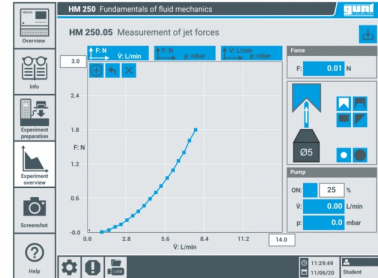 HM 250 Fundamentals of fluid mechanics
gunt
HM 250.05 Measurement of jet forces
Overview
Info
Experiment preparation
Experiment overview
Screenshot
Help
F: N
V̇: L/min
F: N
p: mbar
V̇: L/min
p: mbar
3.0
2.4
1.8
F: N
1.2
0.6
-0.0
0.0
2.8
5.6
8.4
11.2
14.0
V̇: L/min
Force
F: 0.01 N
Ø5
Pump
ON: 25 %
V̇: 0.00 L/min
p: 0.0 mbar
USB
11:29:49
11/06/20
Student